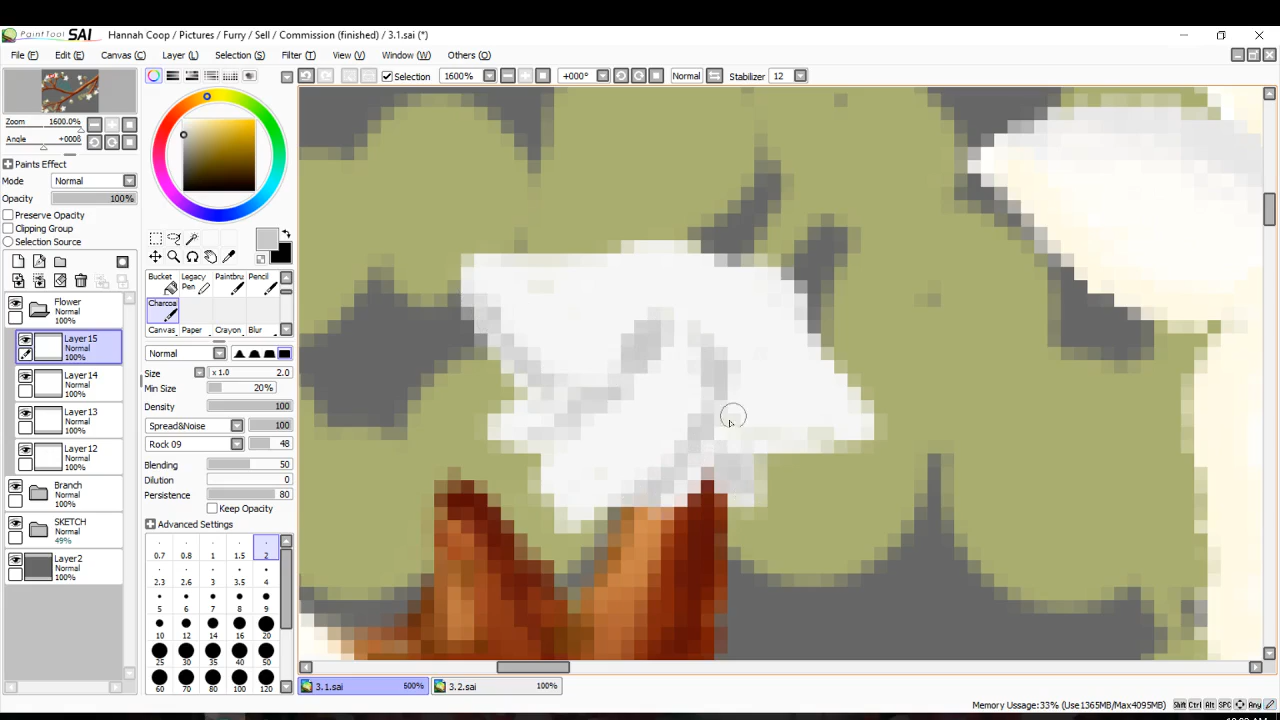 PaintTool SAI Hannah Coop / Pictures / Furry / Sell / Commission (finished) / 3.1.sai (*)
File (F) Edit (E) Canvas (C) Layer (L) Selection (S) Filter (T) View (V) Window (W) Others (O)
Selection 1600% +000° Normal Stabilizer 12
Zoom 1600.0%
Angle +000ß
Paints Effect
Mode Normal
Opacity 100%
Preserve Opacity
Clipping Group
Selection Source
Flower
Normal
100%
Layer15
Normal
100%
Layer14
Normal
100%
Layer13
Normal
100%
Layer12
Normal
100%
Branch
Normal
100%
SKETCH
Normal
49%
Layer2
Normal
100%
Bucket Legacy Pen Paintbru Pencil
Charcoa
Canvas Paper Crayon Blur
Normal
Size x 1.0 2.0
Min Size 20%
Density 100
Spread&Noise 100
Rock 09 48
Blending 50
Dilution 0
Persistence 80
Keep Opacity
Advanced Settings
0.7 0.8 1 1.5 2
2.3 2.6 3 3.5 4
5 6 7 8 9
10 12 14 16 20
25 30 35 40 50
60 70 80 100 120
3.1.sai 600% 3.2.sai 100%
Memory Ussage:33% (Use1365MB/Max4095MB) Shift Ctrl Alt SPC Any